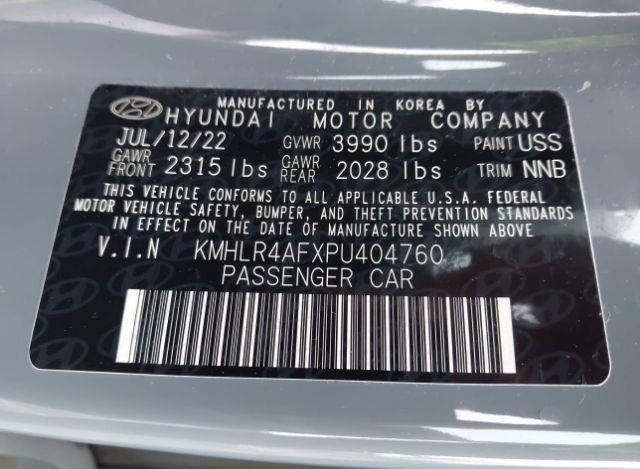 MANUFACTURED IN KOREA BY
HYUNDAI MOTOR COMPANY
JUL/12/22 GVWR 3990 lbs PAINT USS
GAWR FRONT 2315 lbs GAWR REAR 2028 lbs TRIM NNB
THIS VEHICLE CONFORMS TO ALL APPLICABLE U.S.A. FEDERAL
MOTOR VEHICLE SAFETY, BUMPER, AND THEFT PREVENTION STANDARDS
IN EFFECT ON THE DATE OF MANUFACTURE SHOWN ABOVE
V.I.N KMHLR4AFXPU404760
PASSENGER CAR